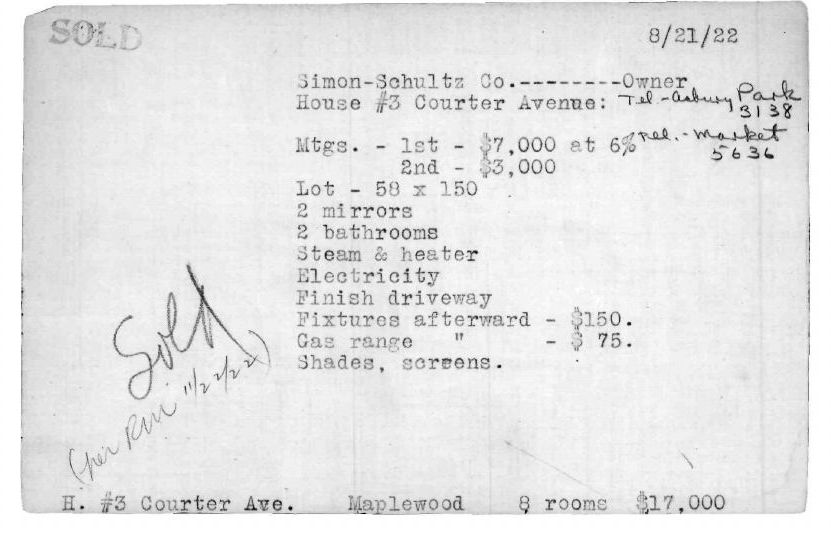 SOLD
8/21/22
Simon-Schultz Co.--------Owner
House #3 Courter Avenue: Tel-Asbury Park
3138
Mtgs. - 1st - $7,000 at 6% Tel.-Market
5636
2nd - $3,000
Lot - 58 x 150
2 mirrors
2 bathrooms
Steam & heater
Electricity
Finish driveway
Fixtures afterward - $150.
Gas range " - $ 75.
Shades, screens.
Sold
(per 11/22/22)
H. #3 Courter Ave. Maplewood 8 rooms $17,000